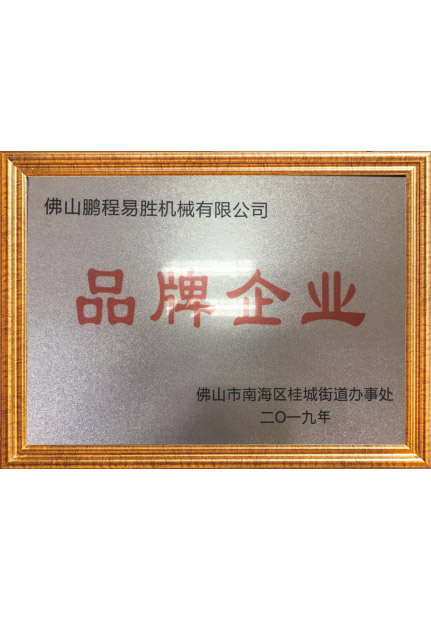 佛山鹏程易胜机械有限公司
品牌企业
佛山市南海区桂城街道办事处
二〇一九年